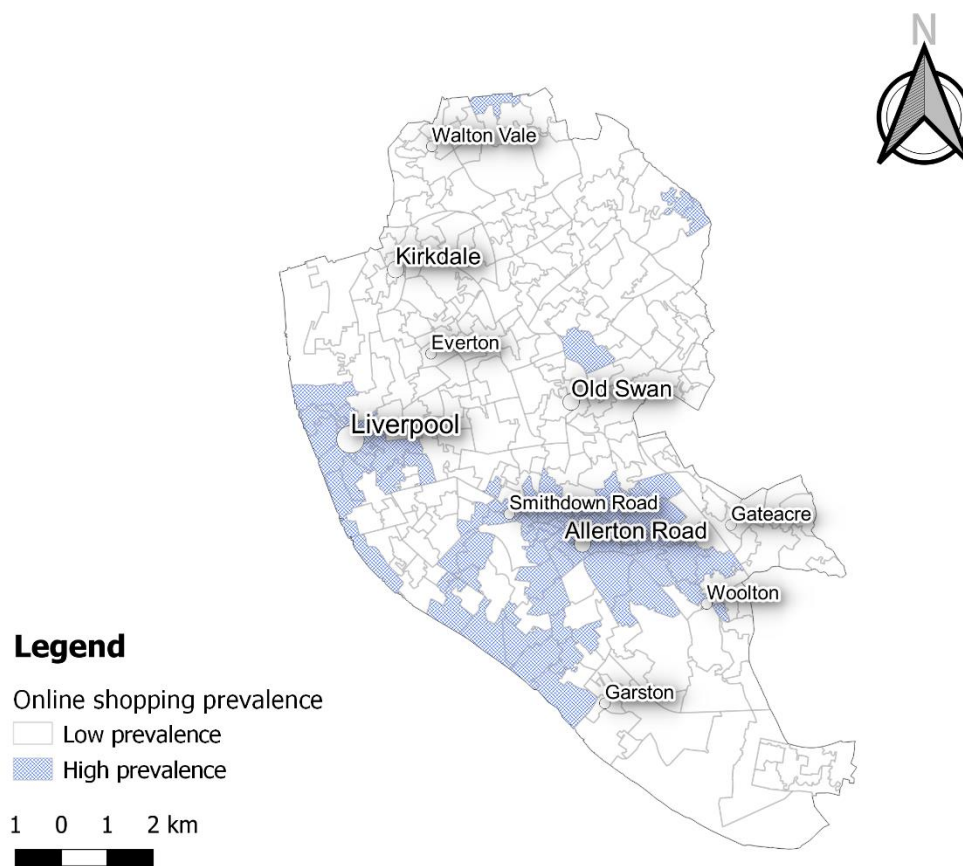 N
Walton Vale
Kirkdale
Everton
Old Swan
Liverpool
Smithdown Road
Gateacre
Allerton Road
Woolton
Garston
Legend
Online shopping prevalence
Low prevalence
High prevalence
1 0 1 2 km